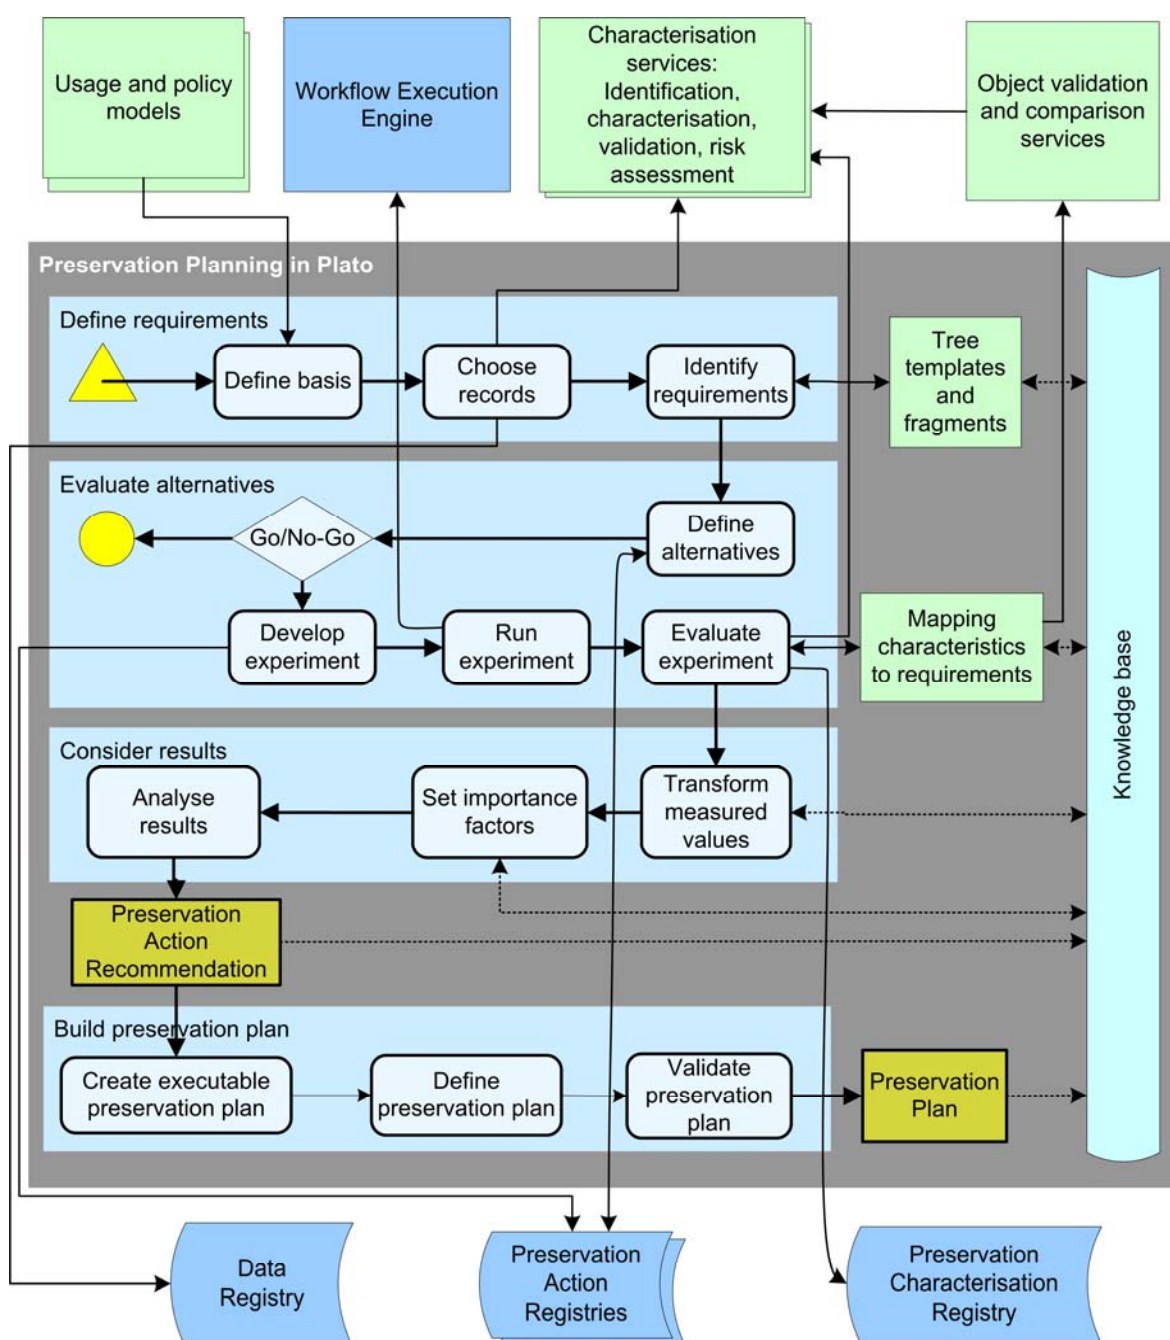 Usage and policy
models
Workflow Execution
Engine
Characterisation
services:
Identification,
characterisation,
validation, risk
assessment
Object validation
and comparison
services
Preservation Planning in Plato
Define requirements
Define basis
Choose
records
Identify
requirements
Tree
templates
and
fragments
Evaluate alternatives
Go/No-Go
Define
alternatives
Develop
experiment
Run
experiment
Evaluate
experiment
Mapping
characteristics
to requirements
Knowledge base
Consider results
Analyse
results
Set importance
factors
Transform
measured
values
Preservation
Action
Recommendation
Build preservation plan
Create executable
preservation plan
Define
preservation plan
Validate
preservation
plan
Preservation
Plan
Data
Registry
Preservation
Action
Registries
Preservation
Characterisation
Registry